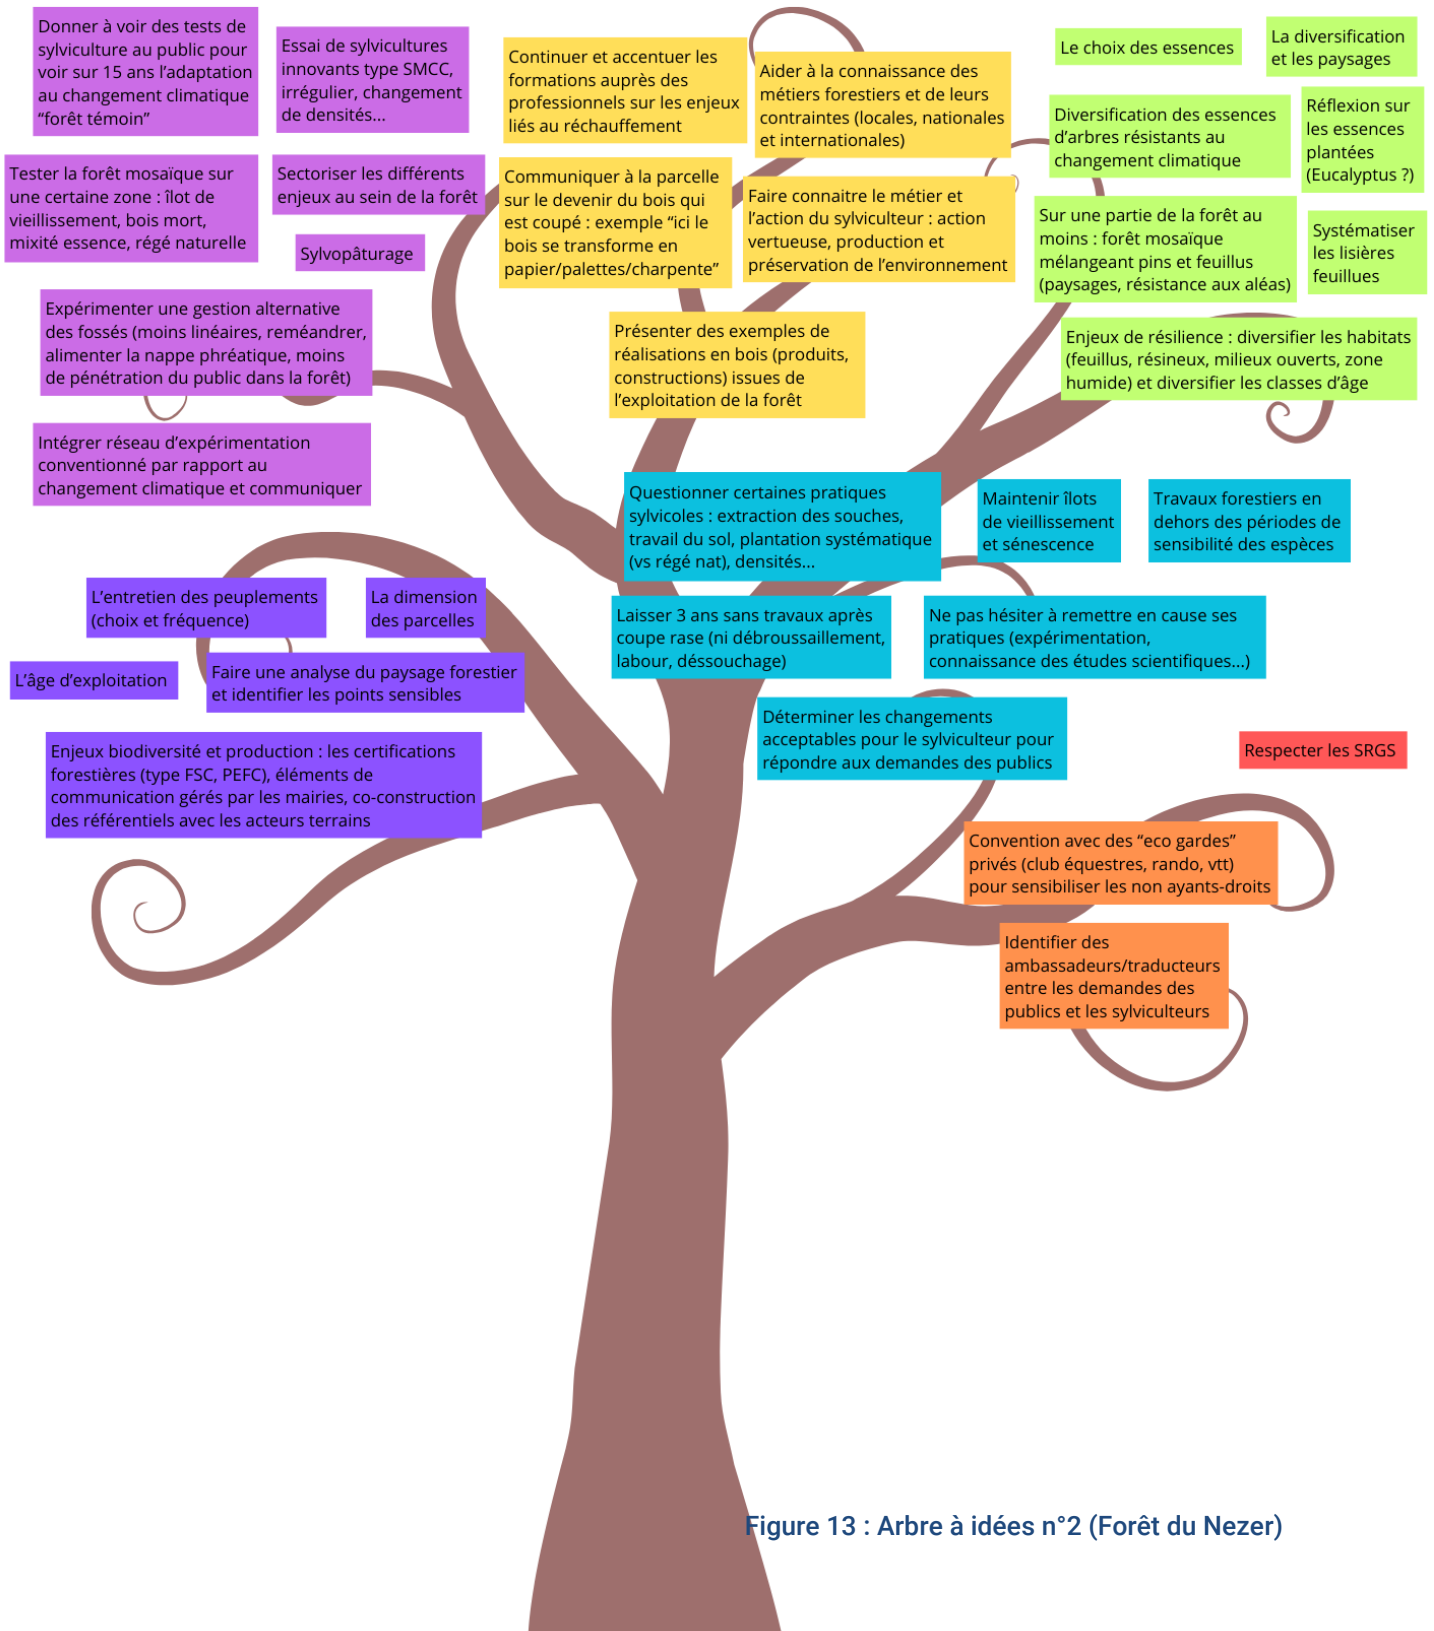 Donner à voir des tests de
sylviculture au public pour
voir sur 15 ans l’adaptation
au changement climatique
“forêt témoin”
Essai de sylvicultures
innovants type SMCC,
irrégulier, changement
de densités...
Tester la forêt mosaïque sur
une certaine zone : îlot de
vieillissement, bois mort,
mixité essence, régé naturelle
Sectoriser les différents
enjeux au sein de la forêt
Sylvopâturage
Expérimenter une gestion alternative
des fossés (moins linéaires, reméandrer,
alimenter la nappe phréatique, moins
de pénétration du public dans la forêt)
Intégrer réseau d’expérimentation
conventionné par rapport au
changement climatique et communiquer
Continuer et accentuer les
formations auprès des
professionnels sur les enjeux
liés au réchauffement
Aider à la connaissance des
métiers forestiers et de leurs
contraintes (locales, nationales
et internationales)
Communiquer à la parcelle
sur le devenir du bois qui
est coupé : exemple “ici le
bois se transforme en
papier/palettes/charpente”
Faire connaitre le métier et
l’action du sylviculteur : action
vertueuse, production et
préservation de l’environnement
Présenter des exemples de
réalisations en bois (produits,
constructions) issues de
l’exploitation de la forêt
Le choix des essences
La diversification
et les paysages
Diversification des essences
d’arbres résistants au
changement climatique
Réflexion sur
les essences
plantées
(Eucalyptus ?)
Sur une partie de la forêt au
moins : forêt mosaïque
mélangeant pins et feuillus
(paysages, résistance aux aléas)
Systématiser
les lisières
feuillues
Enjeux de résilience : diversifier les habitats
(feuillus, résineux, milieux ouverts, zone
humide) et diversifier les classes d’âge
Questionner certaines pratiques
sylvicoles : extraction des souches,
travail du sol, plantation systématique
(vs régé nat), densités...
Maintenir îlots
de vieillissement
et sénescence
Travaux forestiers en
dehors des périodes de
sensibilité des espèces
Laisser 3 ans sans travaux après
coupe rase (ni débroussaillement,
labour, déssouchage)
Ne pas hésiter à remettre en cause ses
pratiques (expérimentation,
connaissance des études scientifiques...)
Déterminer les changements
acceptables pour le sylviculteur pour
répondre aux demandes des publics
L’entretien des peuplements
(choix et fréquence)
La dimension
des parcelles
L’âge d’exploitation
Faire une analyse du paysage forestier
et identifier les points sensibles
Enjeux biodiversité et production : les certifications
forestières (type FSC, PEFC), éléments de
communication gérés par les mairies, co-construction
des référentiels avec les acteurs terrains
Respecter les SRGS
Convention avec des “eco gardes”
privés (club équestres, rando, vtt)
pour sensibiliser les non ayants-droits
Identifier des
ambassadeurs/traducteurs
entre les demandes des
publics et les sylviculteurs
Figure 13 : Arbre à idées n°2 (Forêt du Nezer)